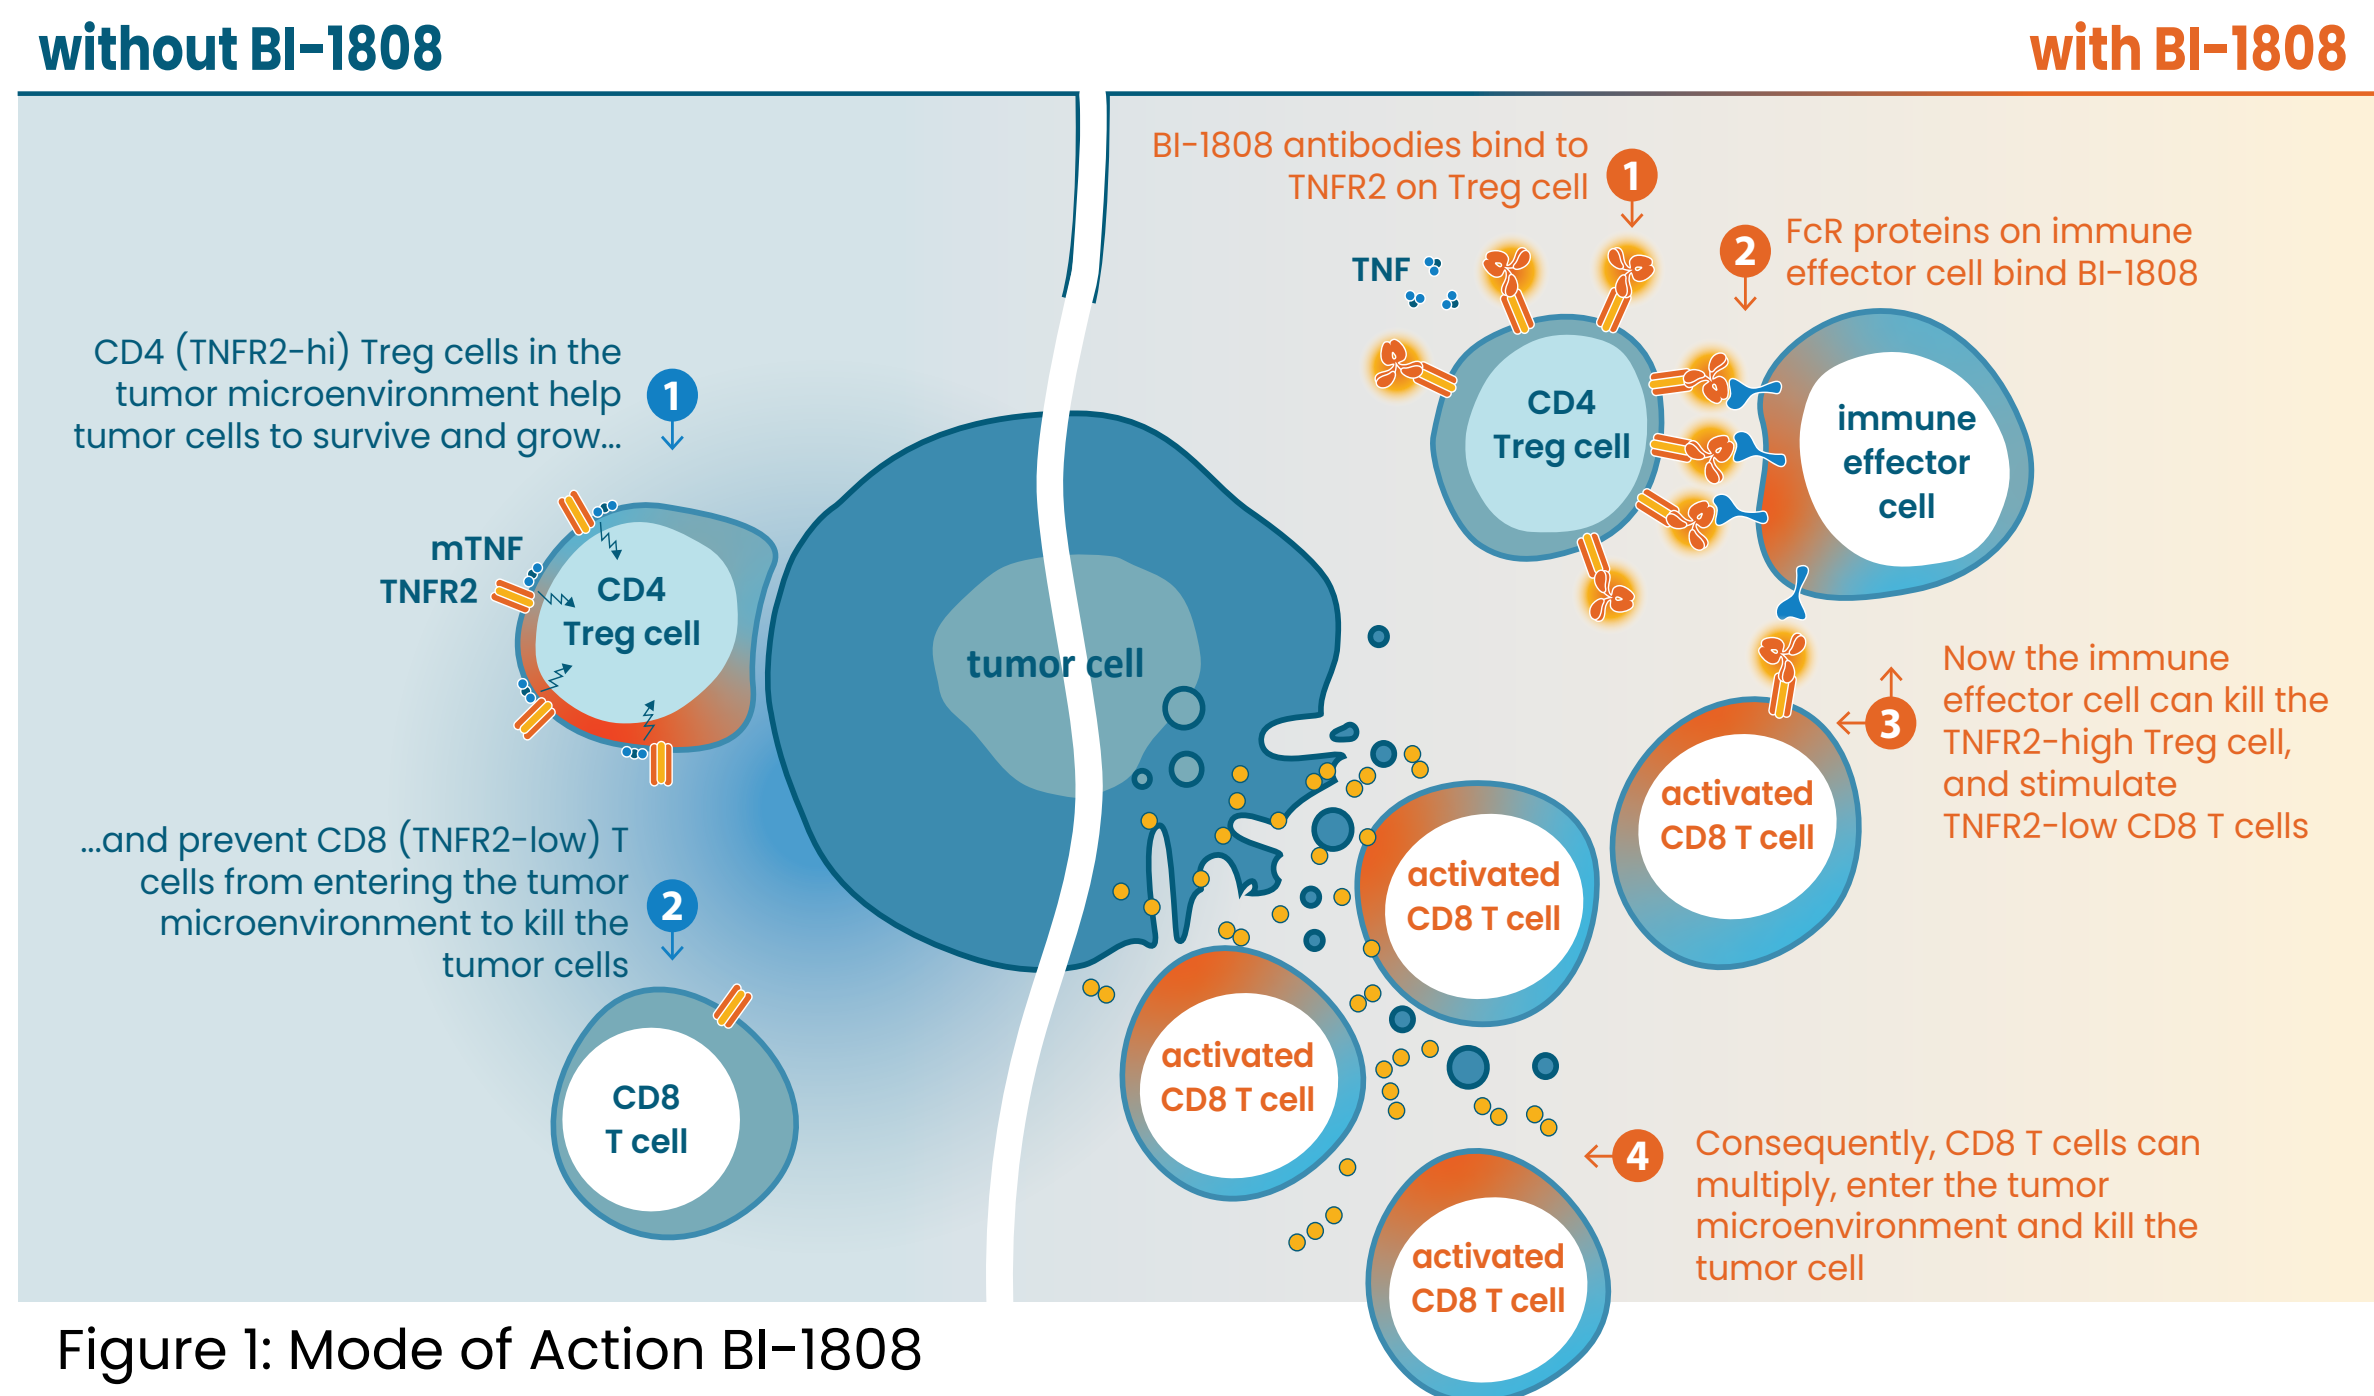 without BI-1808
with BI-1808
CD4 (TNFR2-hi) Treg cells in the
tumor microenvironment help
tumor cells to survive and grow...
1
mTNF
TNFR2
CD4
Treg cell
...and prevent CD8 (TNFR2-low) T
cells from entering the tumor
microenvironment to kill the
tumor cells
2
CD8
T cell
tumor cell
BI-1808 antibodies bind to
TNFR2 on Treg cell
1
TNF
2
FcR proteins on immune
effector cell bind BI-1808
CD4
Treg cell
immune
effector
cell
3
Now the immune
effector cell can kill the
TNFR2-high Treg cell,
and stimulate
TNFR2-low CD8 T cells
activated
CD8 T cell
activated
CD8 T cell
activated
CD8 T cell
4
Consequently, CD8 T cells can
multiply, enter the tumor
microenvironment and kill the
tumor cell
activated
CD8 T cell
Figure 1: Mode of Action BI-1808